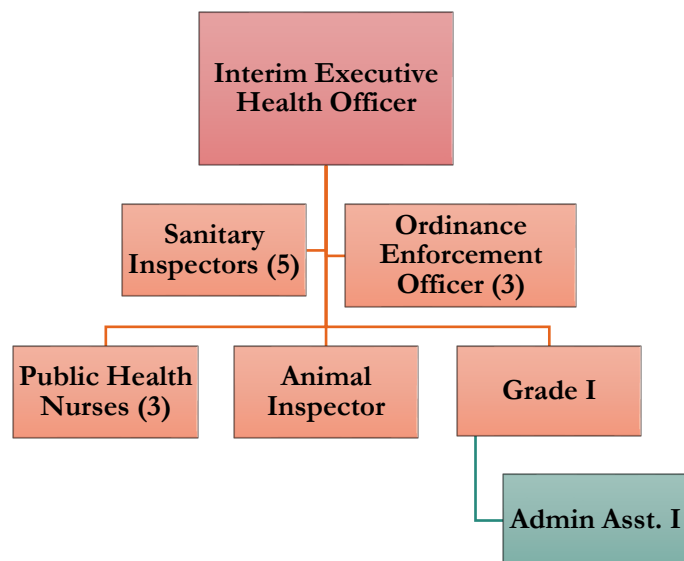 Interim Executive
Health Officer
Sanitary
Inspectors (5)
Ordinance
Enforcement
Officer (3)
Public Health
Nurses (3)
Animal
Inspector
Grade I
Admin Asst. I